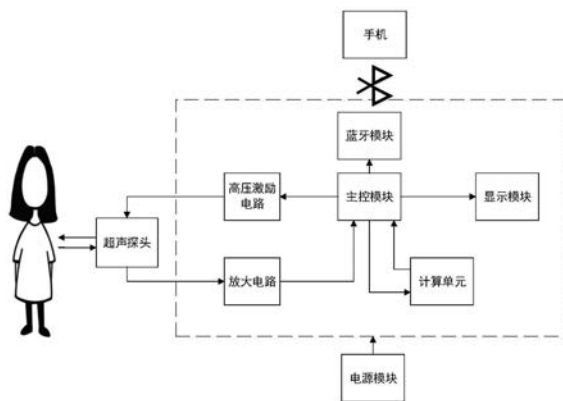 手机
蓝牙模块
高压激励
电路
主控模块
显示模块
超声探头
放大电路
计算单元
电源模块